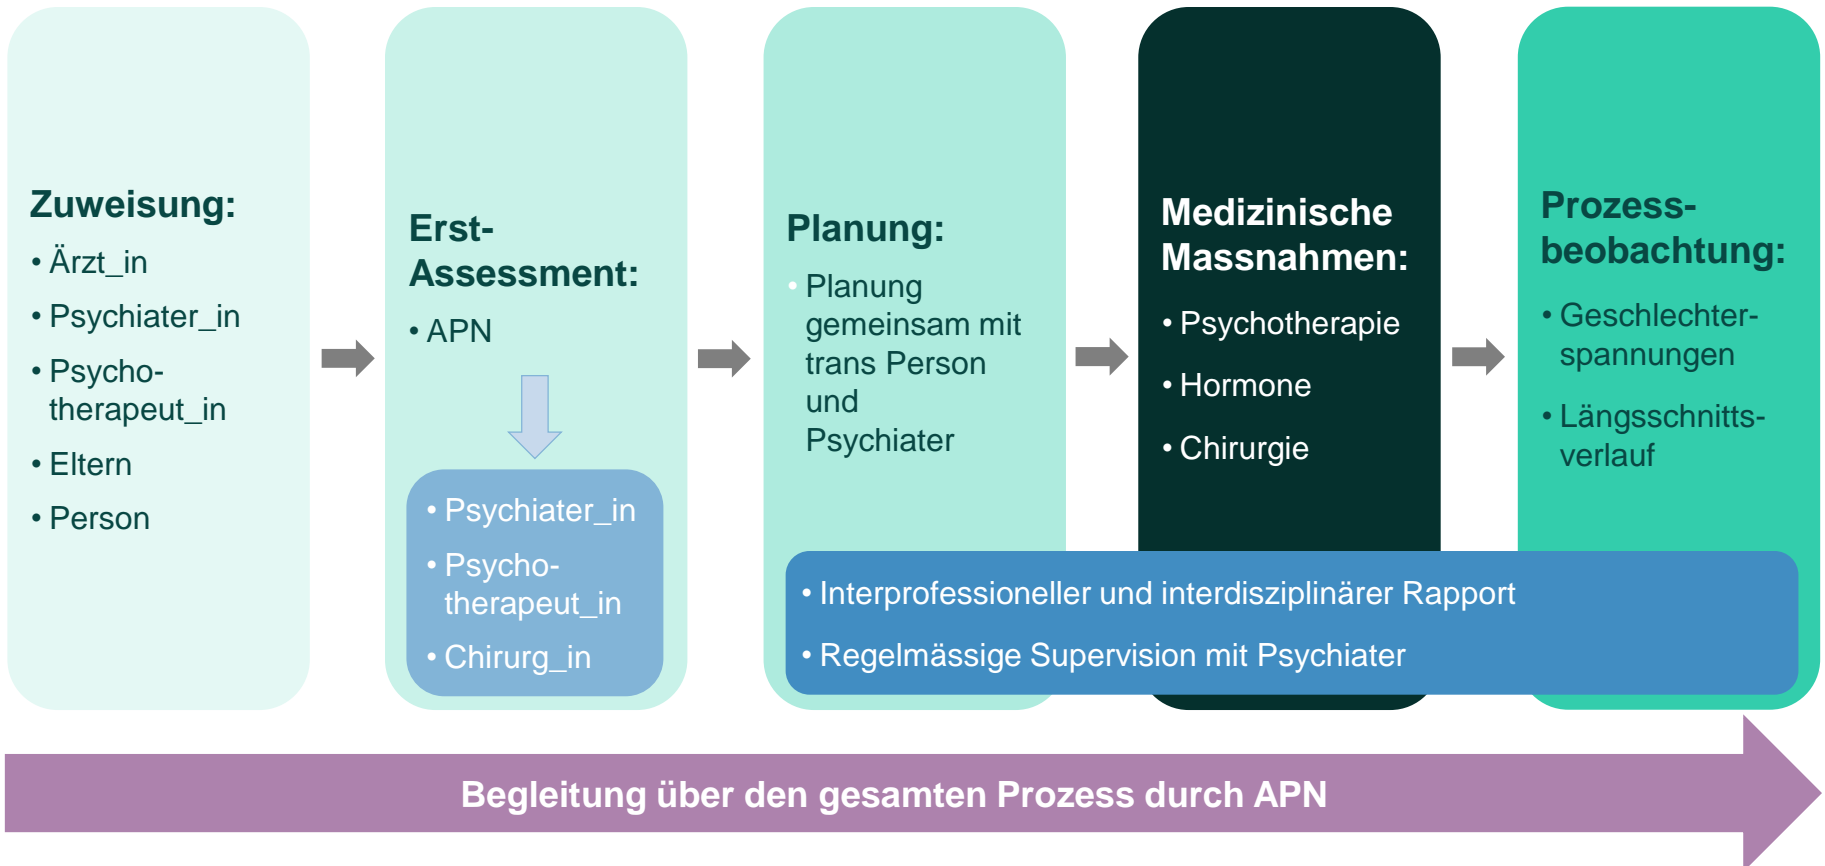 Zuweisung:
• Ärzt_in
• Psychiater_in
• Psycho-
therapeut_in
• Eltern
• Person
Erst-
Assessment:
• APN
• Psychiater_in
• Psycho-
therapeut_in
• Chirurg_in
Planung:
• Planung
gemeinsam mit
trans Person
und
Psychiater
Medizinische
Massnahmen:
• Psychotherapie
• Hormone
• Chirurgie
Prozess-
beobachtung:
• Geschlechter-
spannungen
• Längsschnitts-
verlauf
• Interprofessioneller und interdisziplinärer Rapport
• Regelmässige Supervision mit Psychiater
Begleitung über den gesamten Prozess durch APN